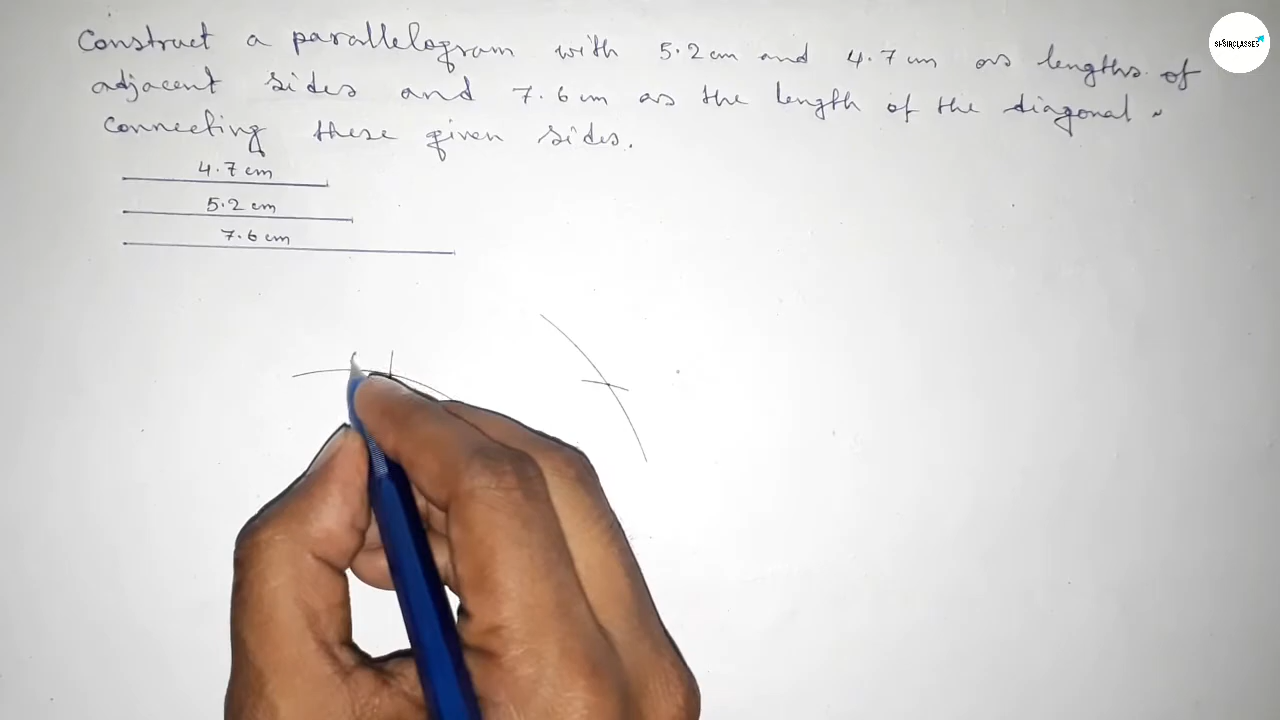 Construct a parallelogram with 5.2 cm and 4.7 cm as lengths of
adjacent sides and 7.6 cm as the length of the diagonal
connecting these given sides.
4.7 cm
5.2 cm
7.6 cm